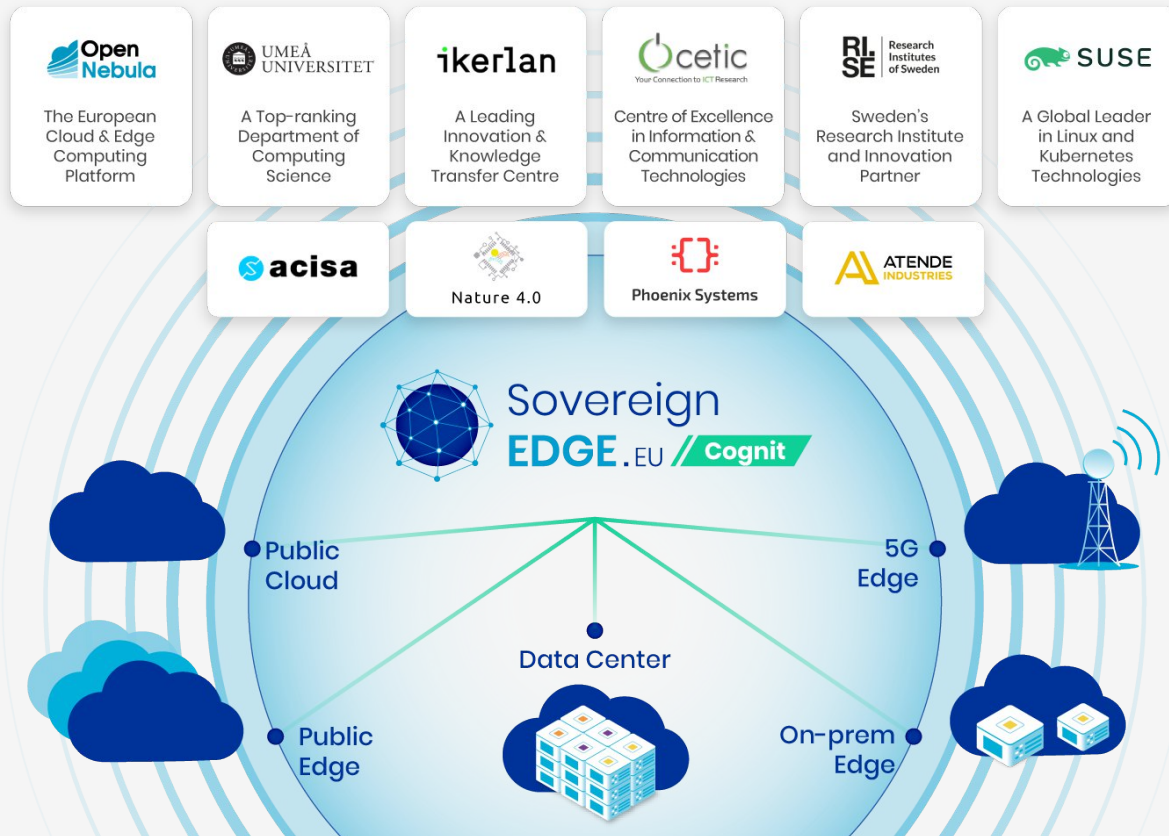 Open
Nebula
The European
Cloud & Edge
Computing
Platform
UMEÅ
UNIVERSITET
A Top-ranking
Department of
Computing
Science
ikerlan
A Leading
Innovation &
Knowledge
Transfer Centre
cetic
Your Connection to ICT Research
Centre of Excellence
in Information &
Communication
Technologies
RI.
SE
Research
Institutes
of Sweden
Sweden's
Research Institute
and Innovation
Partner
SUSE
A Global Leader
in Linux and
Kubernetes
Technologies
acisa
Nature 4.0
Phoenix Systems
ATENDE
INDUSTRIES
Sovereign
EDGE.EU Cognit
Public
Cloud
5G
Edge
Data Center
Public
Edge
On-prem
Edge